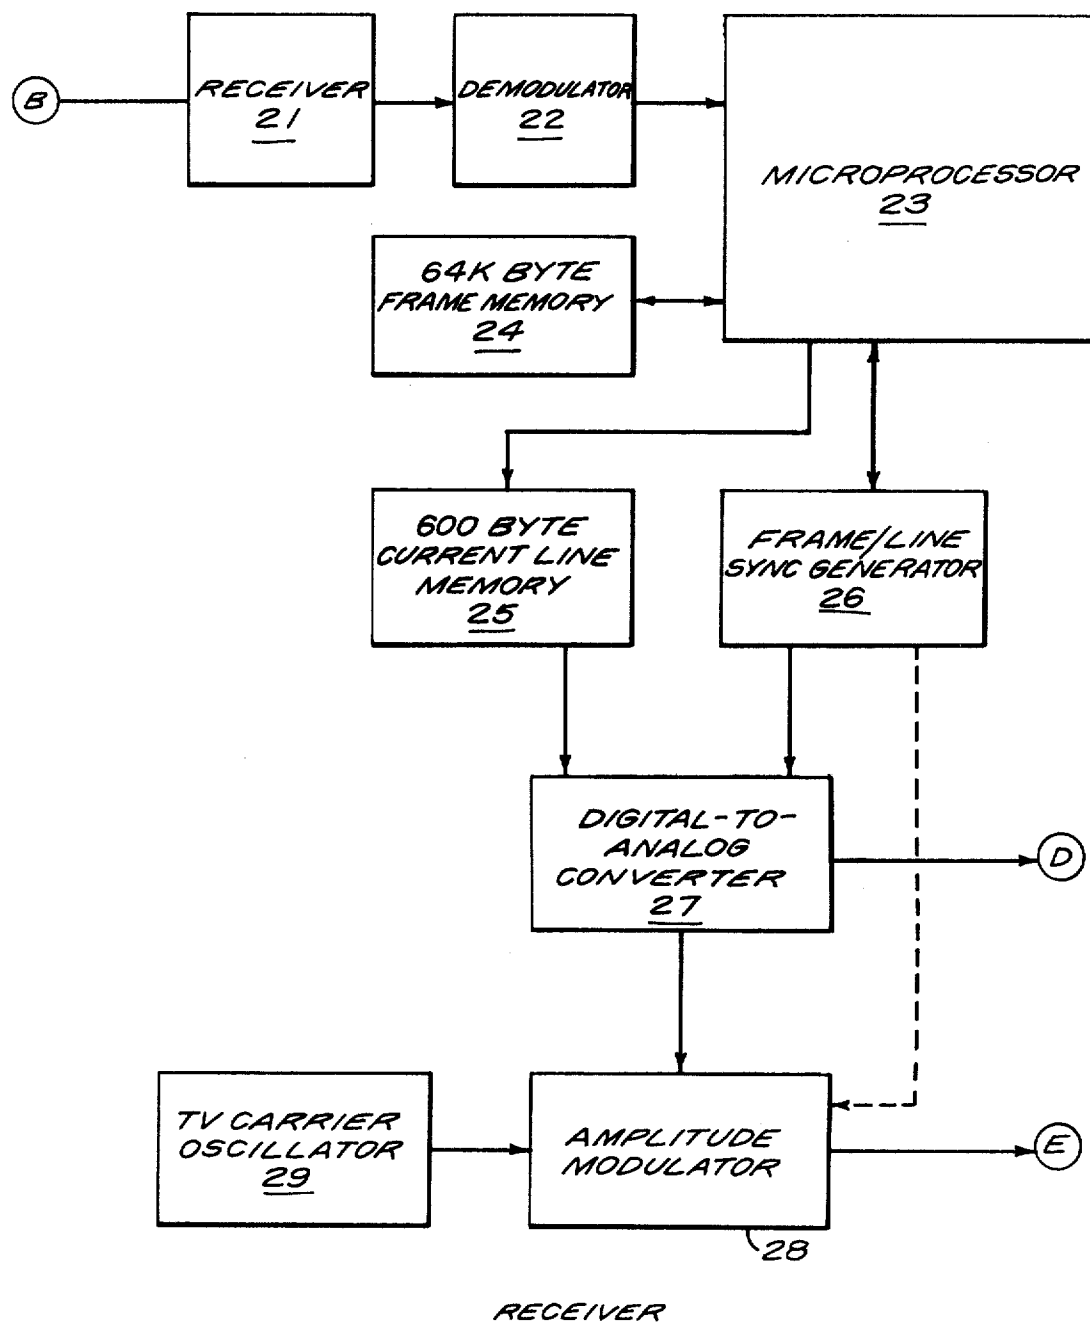 B
RECEIVER
21
DEMODULATOR
22
MICROPROCESSOR
23
64K BYTE
FRAME MEMORY
24
600 BYTE
CURRENT LINE
MEMORY
25
FRAME/LINE
SYNC GENERATOR
26
DIGITAL-TO-
ANALOG
CONVERTER
27
D
TV CARRIER
OSCILLATOR
29
AMPLITUDE
MODULATOR
28
E
RECEIVER